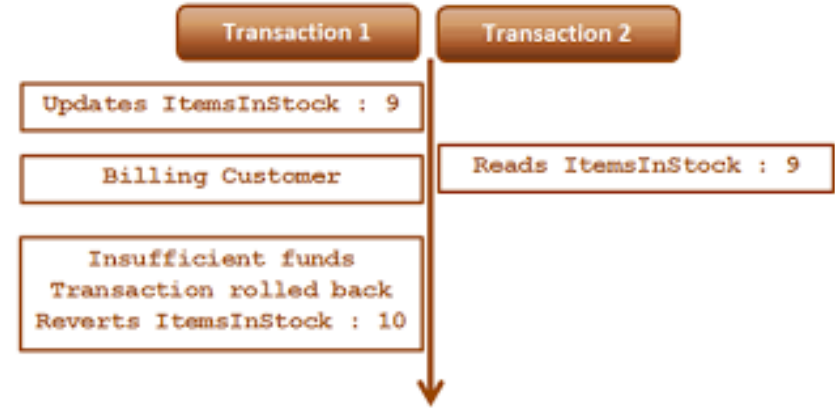 Transaction 1
Transaction 2
Updates ItemsInStock : 9
Reads ItemsInStock : 9
Billing Customer
Insufficient funds
Transaction rolled back
Reverts ItemsInStock : 10